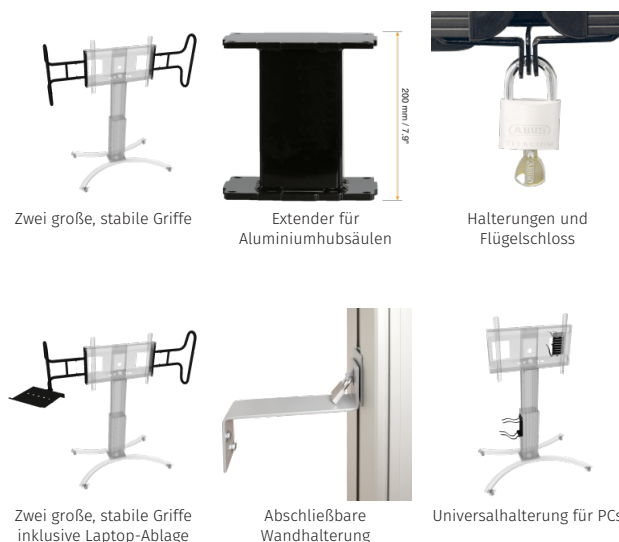 200 mm / 7.9"
ABUS
TITALIUM
Zwei große, stabile Griffe
Extender für
Aluminiumhubsäulen
Halterungen und
Flügelschloss
Zwei große, stabile Griffe
inklusive Laptop-Ablage
Abschließbare
Wandhalterung
Universalhalterung für PCs